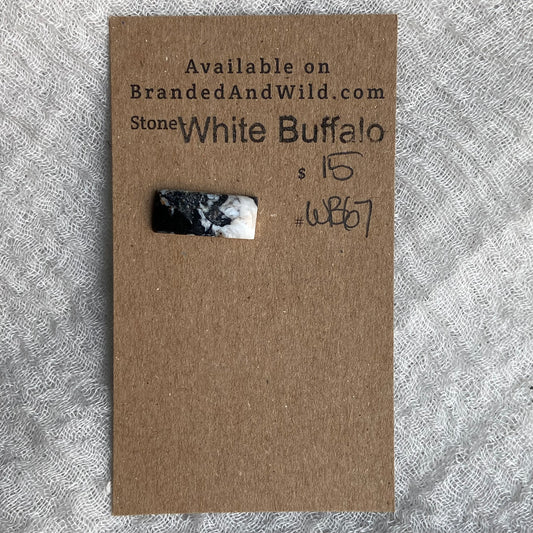 Available on
BrandedAndWild.com
Stone White Buffalo
$ 15
#WB67